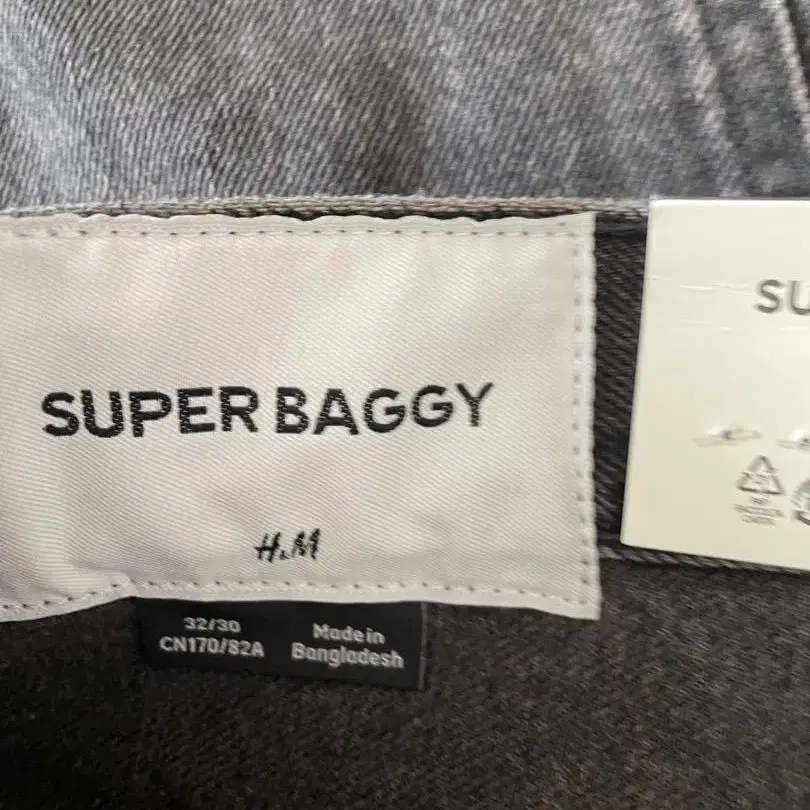 SUPER BAGGY
H&M
32/30
CN170/82A
Made in
Bangladesh
SU